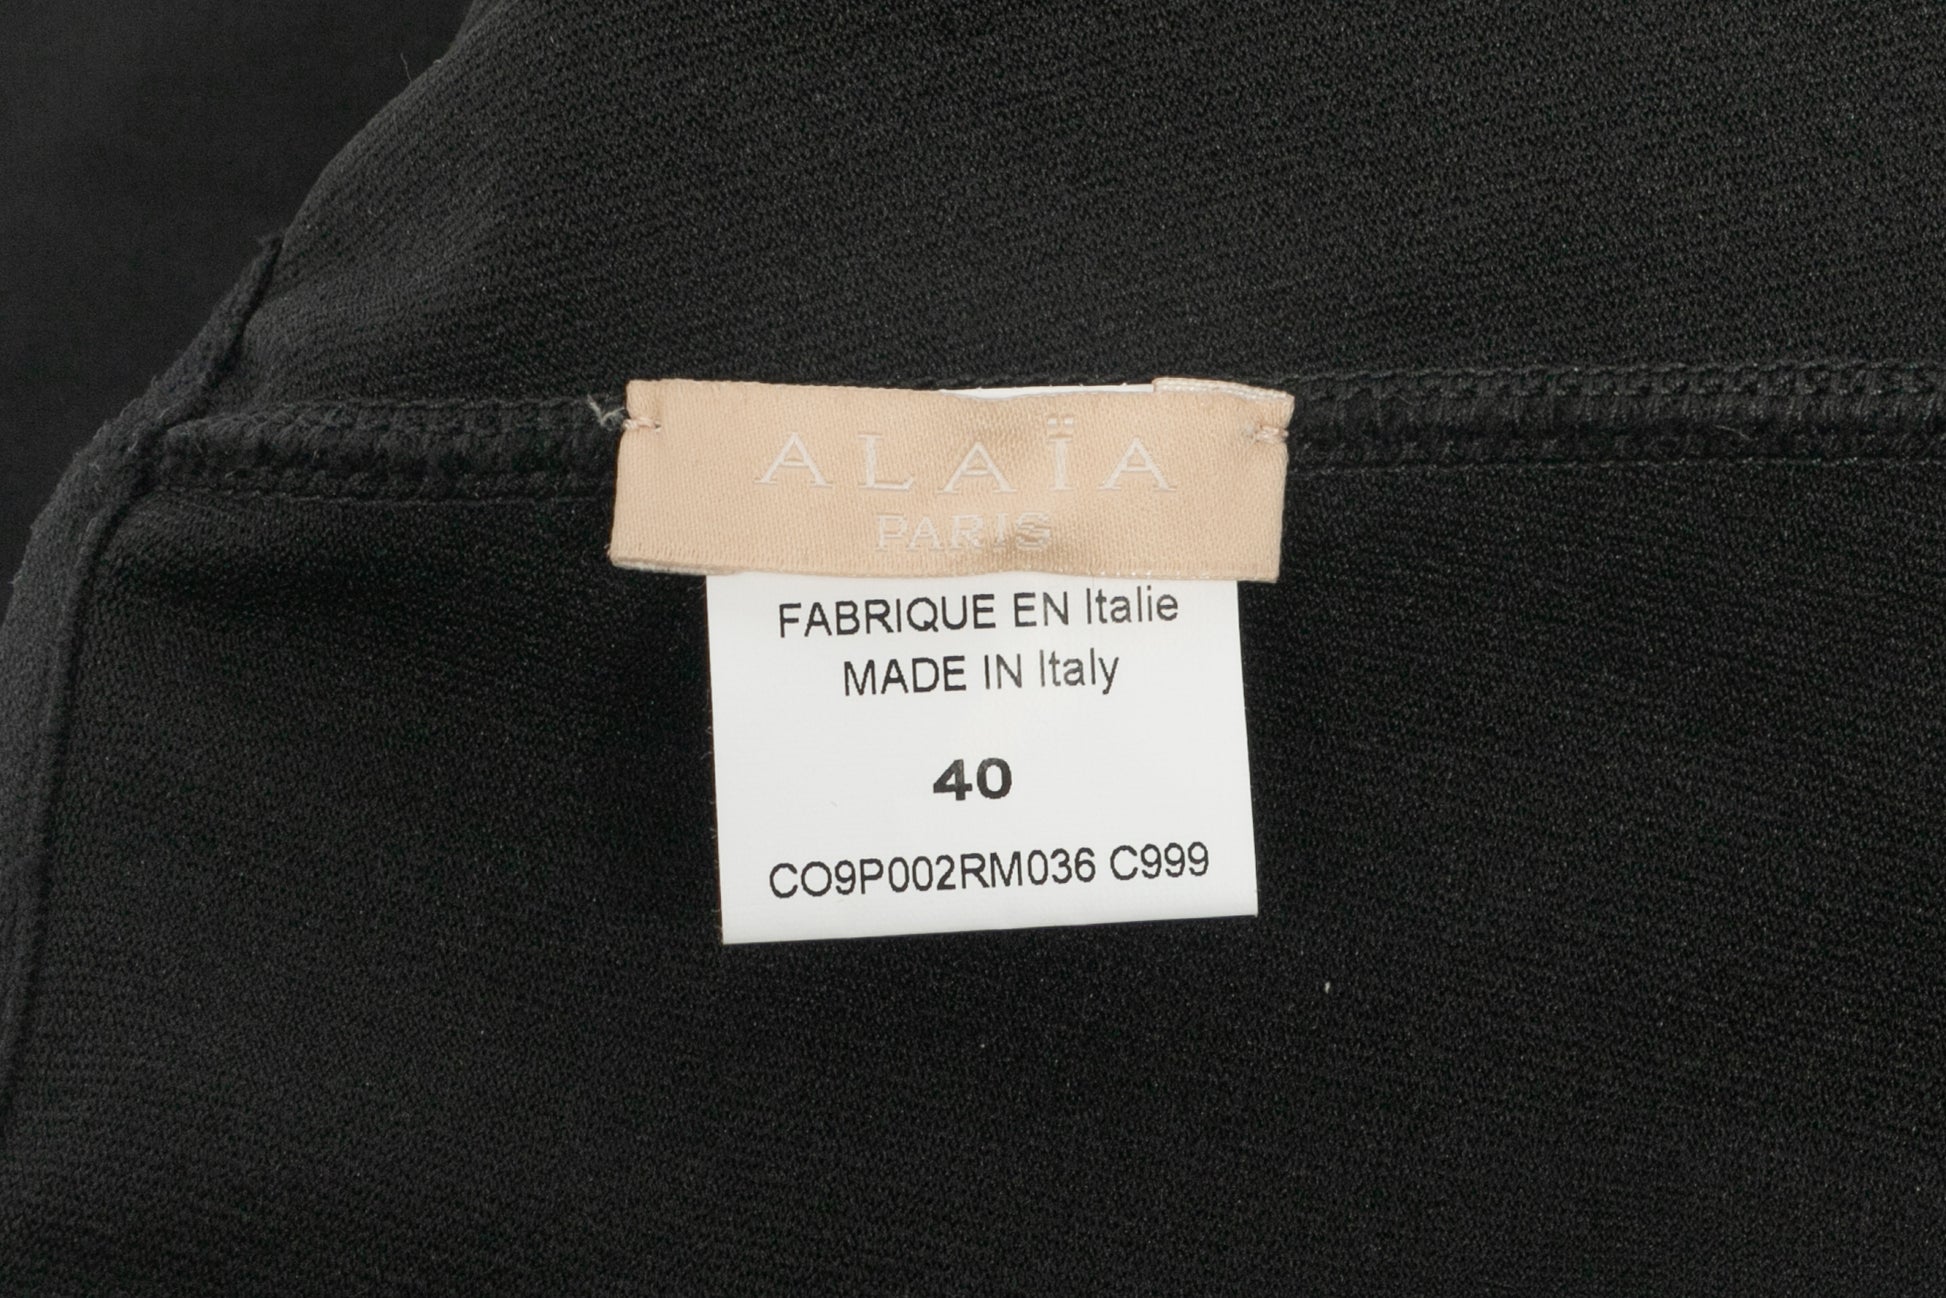 ALAÏA
PARIS
FABRIQUE EN Italie
MADE IN Italy
40
CO9P002RM036 C999